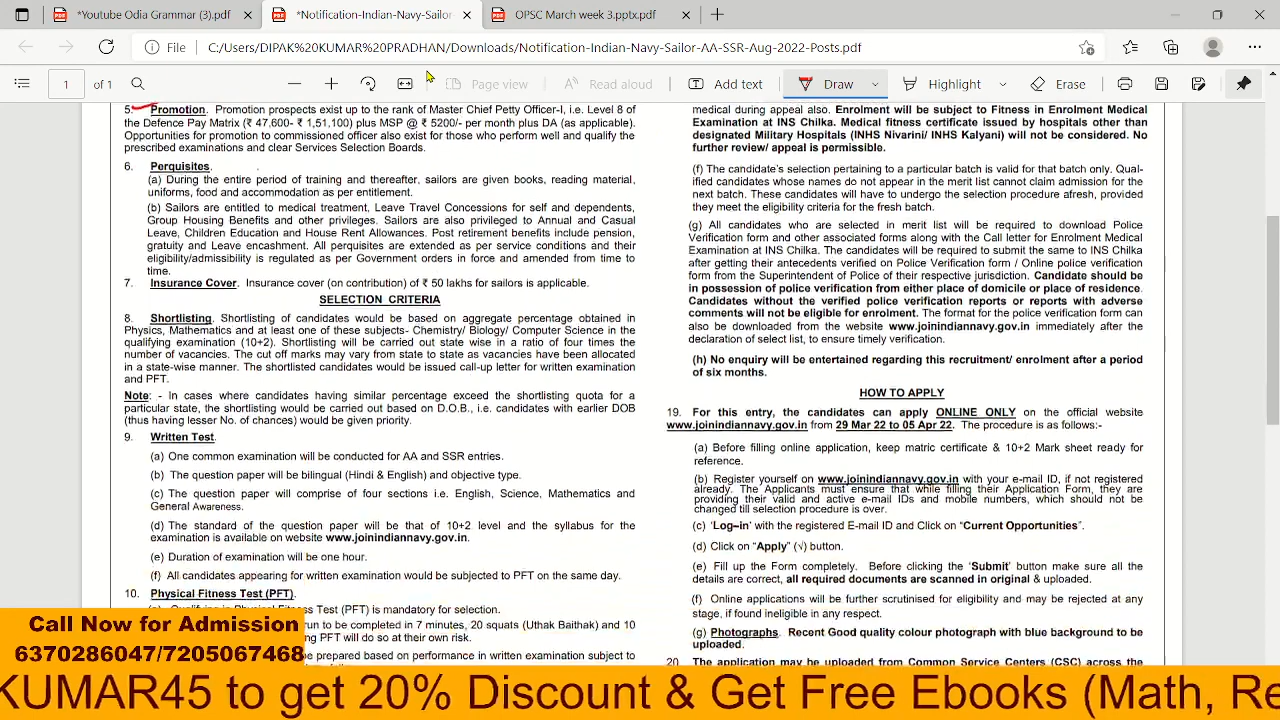 *Youtube Odia Grammar (3).pdf
*Notification-Indian-Navy-Sailor
OPSC March week 3.pptx.pdf
File
C:/Users/DIPAK%20KUMAR%20PRADHAN/Downloads/Notification-Indian-Navy-Sailor-AA-SSR-Aug-2022-Posts.pdf
1 of 1
Page view
Read aloud
Add text
Draw
Highlight
Erase
5 Promotion. Promotion prospects exist up to the rank of Master Chief Petty Officer-I, i.e. Level 8 of
the Defence Pay Matrix (₹ 47,600- ₹ 1,51,100) plus MSP @ ₹ 5200/- per month plus DA (as applicable).
Opportunities for promotion to commissioned officer also exist for those who perform well and qualify the
prescribed examinations and clear Services Selection Boards.
6. Perquisites.
(a) During the entire period of training and thereafter, sailors are given books, reading material,
uniforms, food and accommodation as per entitlement.
(b) Sailors are entitled to medical treatment, Leave Travel Concessions for self and dependents,
Group Housing Benefits and other privileges. Sailors are also privileged to Annual and Casual
Leave, Children Education and House Rent Allowances. Post retirement benefits include pension,
gratuity and Leave encashment. All perquisites are extended as per service conditions and their
eligibility/admissibility is regulated as per Government orders in force and amended from time to
time.
7. Insurance Cover. Insurance cover (on contribution) of ₹ 50 lakhs for sailors is applicable.
SELECTION CRITERIA
8. Shortlisting. Shortlisting of candidates would be based on aggregate percentage obtained in
Physics, Mathematics and at least one of these subjects- Chemistry/ Biology/ Computer Science in the
qualifying examination (10+2). Shortlisting will be carried out state wise in a ratio of four times the
number of vacancies. The cut off marks may vary from state to state as vacancies have been allocated
in a state-wise manner. The shortlisted candidates would be issued call-up letter for written examination
and PFT.
Note: - In cases where candidates having similar percentage exceed the shortlisting quota for a
particular state, the shortlisting would be carried out based on D.O.B., i.e. candidates with earlier DOB
(thus having lesser No. of chances) would be given priority.
9. Written Test.
(a) One common examination will be conducted for AA and SSR entries.
(b) The question paper will be bilingual (Hindi & English) and objective type.
(c) The question paper will comprise of four sections i.e. English, Science, Mathematics and
General Awareness.
(d) The standard of the question paper will be that of 10+2 level and the syllabus for the
examination is available on website www.joinindiannavy.gov.in.
(e) Duration of examination will be one hour.
(f) All candidates appearing for written examination would be subjected to PFT on the same day.
10. Physical Fitness Test (PFT).
(a) Qualifying in Physical Fitness Test (PFT) is mandatory for selection.
run to be completed in 7 minutes, 20 squats (Uthak Baithak) and 10
PFT will do so at their own risk.
be prepared based on performance in written examination subject to
medical during appeal also. Enrolment will be subject to Fitness in Enrolment Medical
Examination at INS Chilka. Medical fitness certificate issued by hospitals other than
designated Military Hospitals (INHS Nivarini/ INHS Kalyani) will not be considered. No
further review/ appeal is permissible.
(f) The candidate's selection pertaining to a particular batch is valid for that batch only. Qual-
ified candidates whose names do not appear in the merit list cannot claim admission for the
next batch. These candidates will have to undergo the selection procedure afresh, provided
they meet the eligibility criteria for the fresh batch.
(g) All candidates who are selected in merit list will be required to download Police
Verification form and other associated forms along with the Call letter for Enrolment Medical
Examination at INS Chilka. The candidates will be required to submit the same to INS Chilka
after getting their antecedents verified on Police Verification form / Online police verification
form from the Superintendent of Police of their respective jurisdiction. Candidate should be
in possession of police verification from either place of domicile or place of residence.
Candidates without the verified police verification reports or reports with adverse
comments will not be eligible for enrolment. The format for the police verification form can
also be downloaded from the website www.joinindiannavy.gov.in immediately after the
declaration of select list, to ensure timely verification.
(h) No enquiry will be entertained regarding this recruitment/ enrolment after a period
of six months.
HOW TO APPLY
19. For this entry, the candidates can apply ONLINE ONLY on the official website
www.joinindiannavy.gov.in from 29 Mar 22 to 05 Apr 22. The procedure is as follows:-
(a) Before filling online application, keep matric certificate & 10+2 Mark sheet ready for
reference.
(b) Register yourself on www.joinindiannavy.gov.in with your e-mail ID, if not registered
already. The Applicants must ensure that while filling their Application Form, they are
providing their valid and active e-mail IDs and mobile numbers, which should not be
changed till selection procedure is over.
(c) 'Log–in' with the registered E-mail ID and Click on "Current Opportunities".
(d) Click on "Apply" (√) button.
(e) Fill up the Form completely. Before clicking the 'Submit' button make sure all the
details are correct, all required documents are scanned in original & uploaded.
(f) Online applications will be further scrutinised for eligibility and may be rejected at any
stage, if found ineligible in any respect.
(g) Photographs. Recent Good quality colour photograph with blue background to be
uploaded.
20. The application may be uploaded from Common Service Centers (CSC) across the
Call Now for Admission
6370286047/7205067468
KUMAR45 to get 20% Discount & Get Free Ebooks (Math, Re